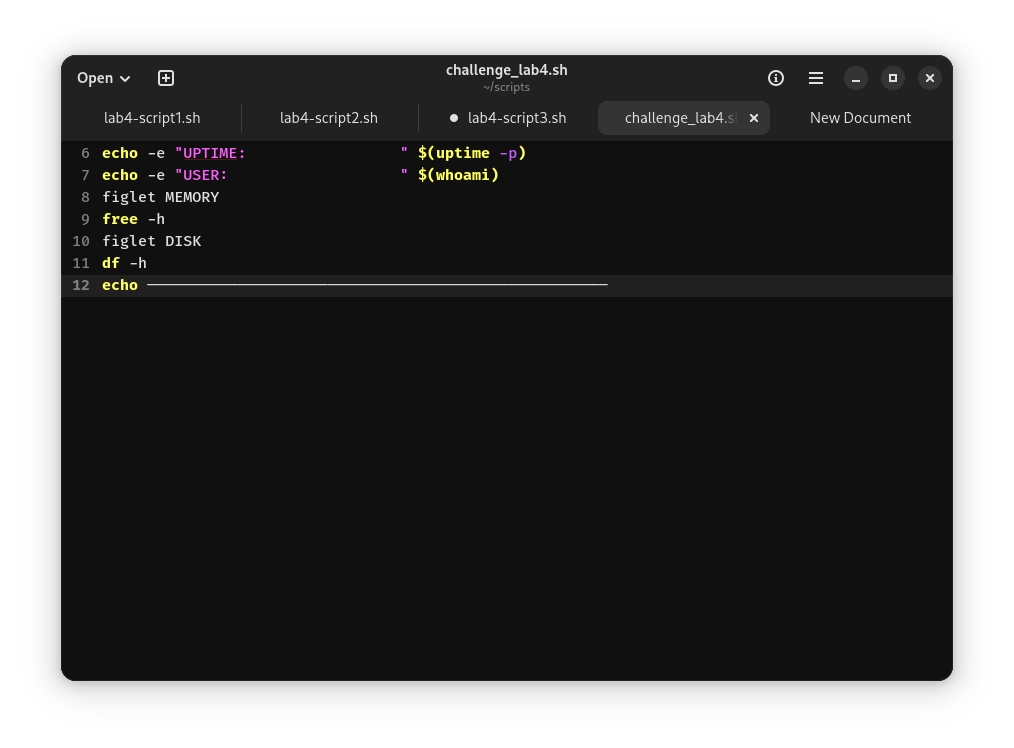 Open
challenge_lab4.sh
~/scripts
lab4-script1.sh
lab4-script2.sh
● lab4-script3.sh
challenge_lab4.s
New Document
6 echo -e "UPTIME:                 " $(uptime -p)
7 echo -e "USER:                   " $(whoami)
8 figlet MEMORY
9 free -h
10 figlet DISK
11 df -h
12 echo ───────────────────────────────────────────────────